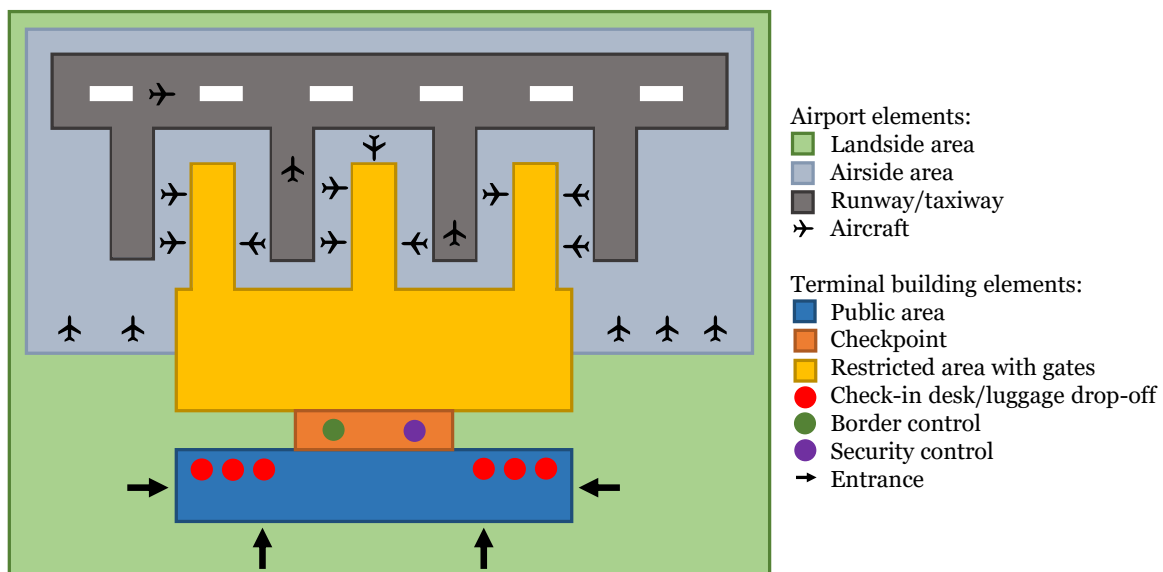 Airport elements:
Landside area
Airside area
Runway/taxiway
Aircraft
Terminal building elements:
Public area
Checkpoint
Restricted area with gates
Check-in desk/luggage drop-off
Border control
Security control
Entrance